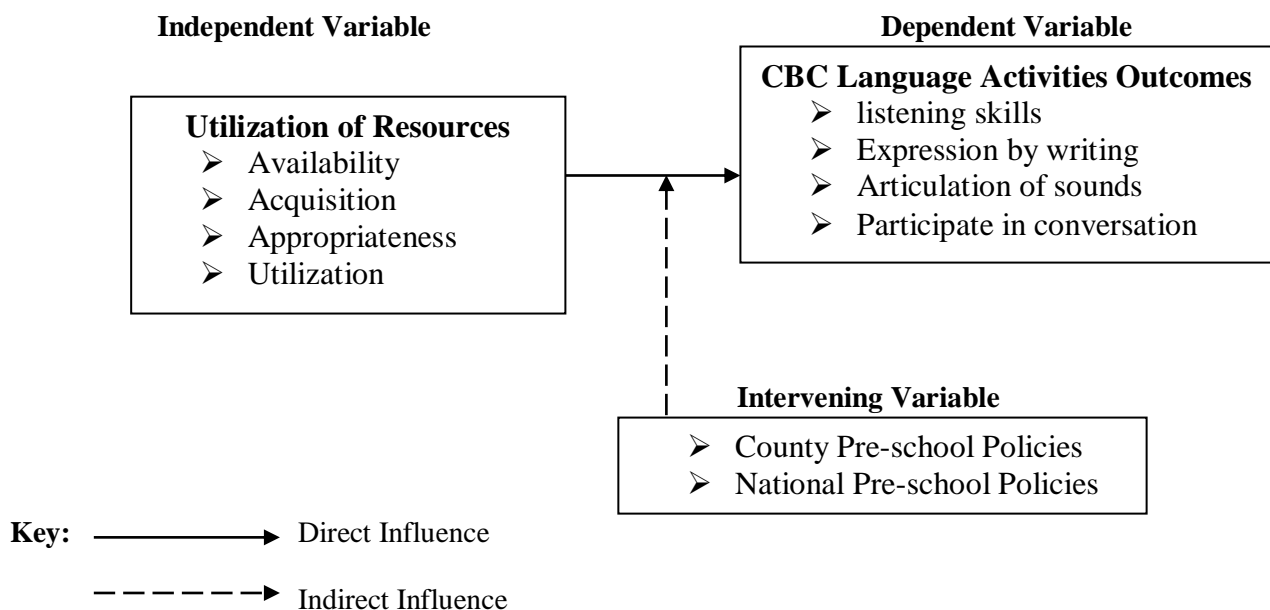 Independent Variable
Dependent Variable
Utilization of Resources
➢ Availability
➢ Acquisition
➢ Appropriateness
➢ Utilization
CBC Language Activities Outcomes
➢ listening skills
➢ Expression by writing
➢ Articulation of sounds
➢ Participate in conversation
Intervening Variable
➢ County Pre-school Policies
➢ National Pre-school Policies
Key:
Direct Influence
Indirect Influence